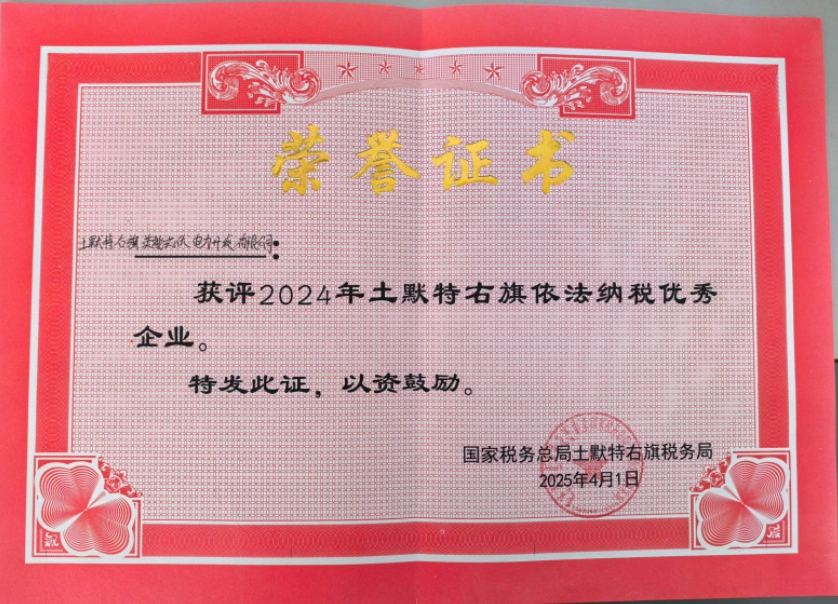 荣誉证书
土默特右旗 电力开发有限公司:
获评2024年土默特右旗依法纳税优秀
企业。
特发此证，以资鼓励。
国家税务总局土默特右旗税务局
2025年4月1日